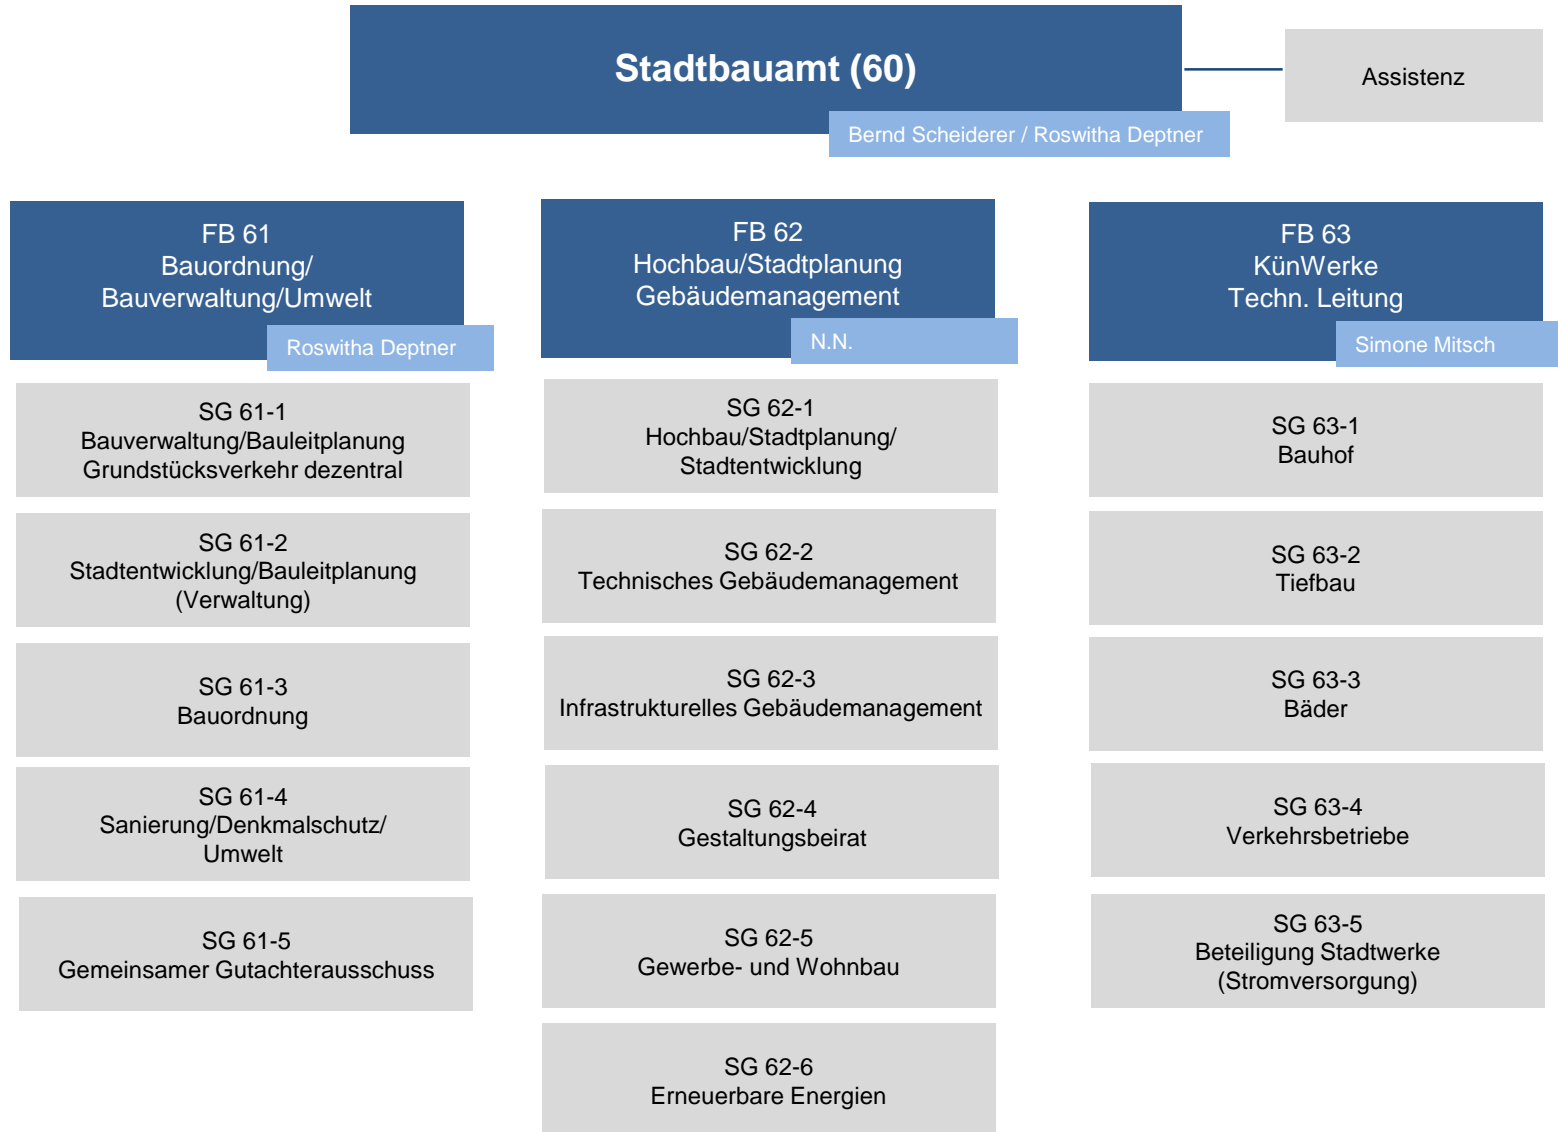 Stadtbauamt (60)
Assistenz
Bernd Scheiderer / Roswitha Deptner
FB 61
Bauordnung/
Bauverwaltung/Umwelt
Roswitha Deptner
SG 61-1
Bauverwaltung/Bauleitplanung
Grundstücksverkehr dezentral
SG 61-2
Stadtentwicklung/Bauleitplanung
(Verwaltung)
SG 61-3
Bauordnung
SG 61-4
Sanierung/Denkmalschutz/
Umwelt
SG 61-5
Gemeinsamer Gutachterausschuss
FB 62
Hochbau/Stadtplanung
Gebäudemanagement
N.N.
SG 62-1
Hochbau/Stadtplanung/
Stadtentwicklung
SG 62-2
Technisches Gebäudemanagement
SG 62-3
Infrastrukturelles Gebäudemanagement
SG 62-4
Gestaltungsbeirat
SG 62-5
Gewerbe- und Wohnbau
SG 62-6
Erneuerbare Energien
FB 63
KünWerke
Techn. Leitung
Simone Mitsch
SG 63-1
Bauhof
SG 63-2
Tiefbau
SG 63-3
Bäder
SG 63-4
Verkehrsbetriebe
SG 63-5
Beteiligung Stadtwerke
(Stromversorgung)